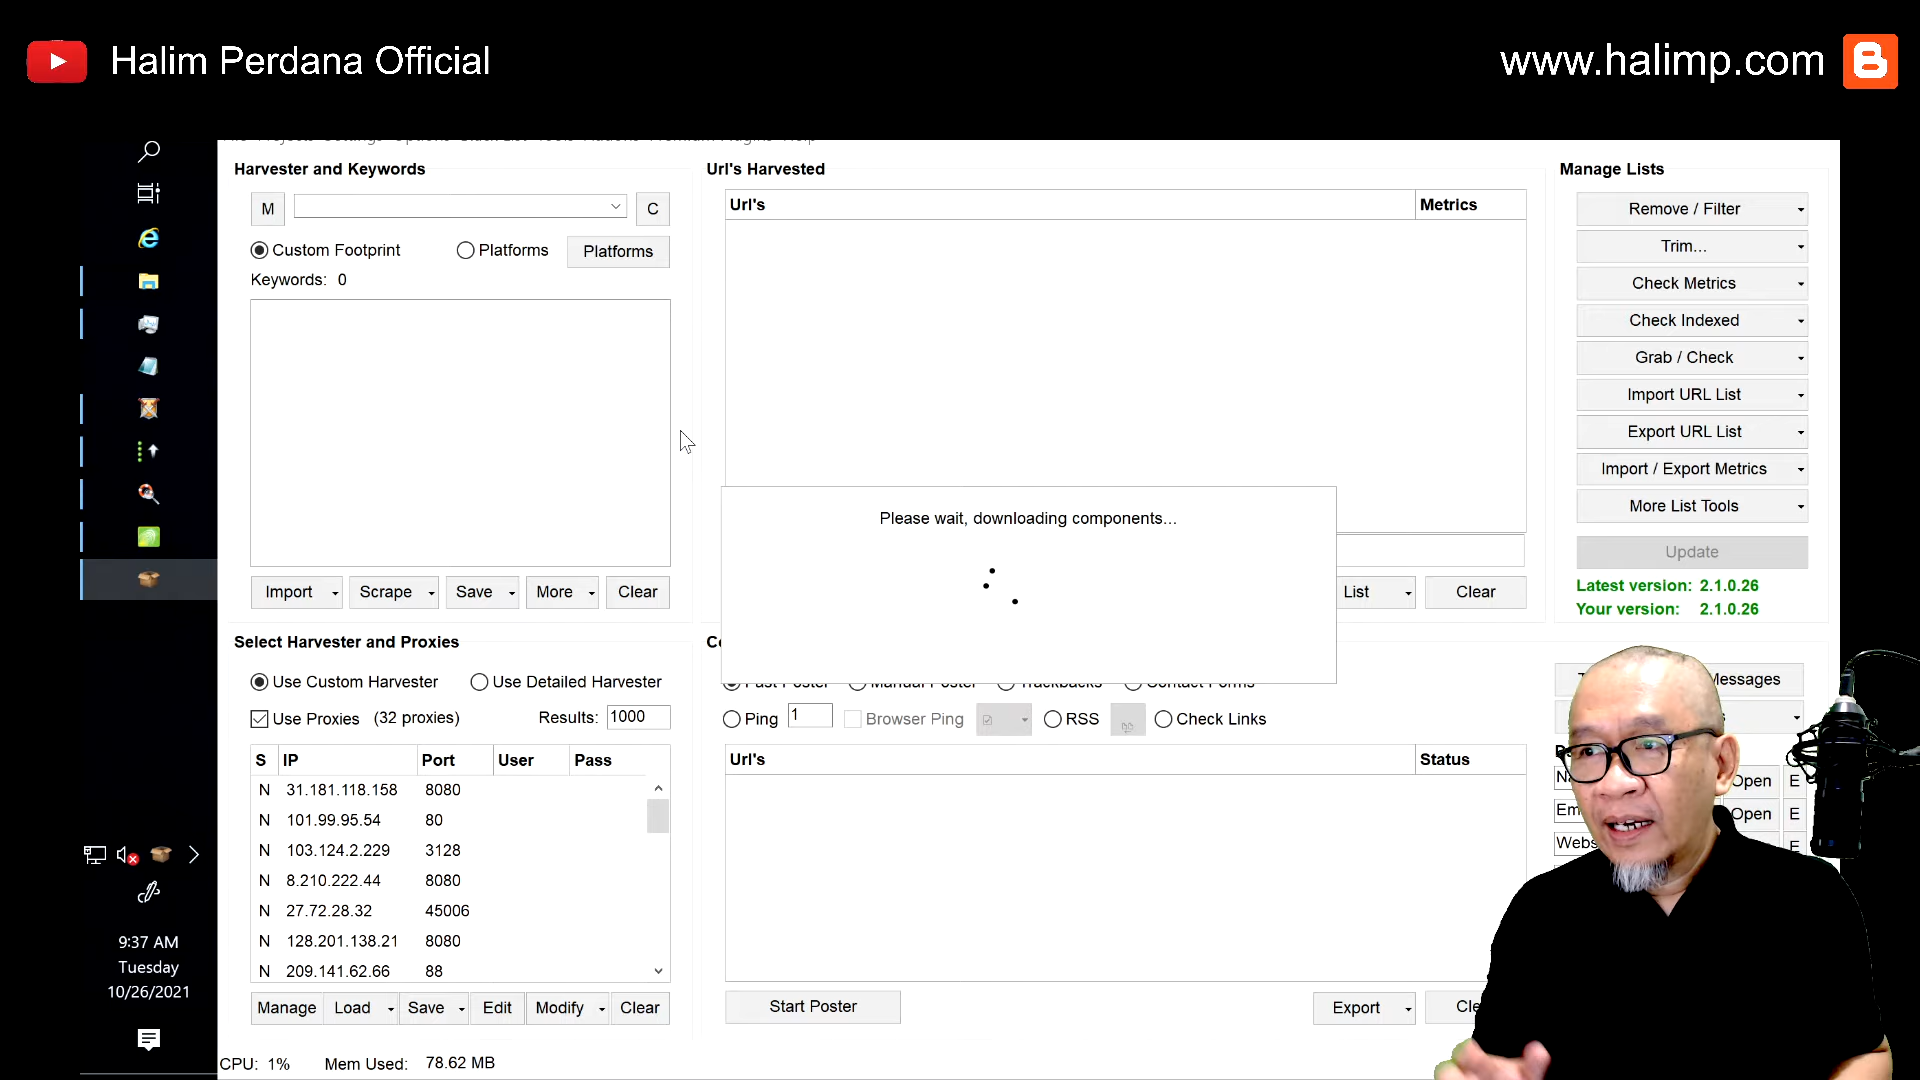 Halim Perdana Official
www.halimp.com
Harvester and Keywords
M
C
Custom Footprint
Platforms
Platforms
Keywords: 0
Import
Scrape
Save
More
Clear
Url's Harvested
Url's
Metrics
Please wait, downloading components...
List
Clear
Manage Lists
Remove / Filter
Trim...
Check Metrics
Check Indexed
Grab / Check
Import URL List
Export URL List
Import / Export Metrics
More List Tools
Update
Latest version: 2.1.0.26
Your version: 2.1.0.26
Select Harvester and Proxies
Use Custom Harvester
Use Detailed Harvester
Use Proxies (32 proxies)
Results: 1000
S IP Port User Pass
N 31.181.118.158 8080
N 101.99.95.54 80
N 103.124.2.229 3128
N 8.210.222.44 8080
N 27.72.28.32 45006
N 128.201.138.21 8080
N 209.141.62.66 88
Manage
Load
Save
Edit
Modify
Clear
Ping 1
Browser Ping
RSS
Check Links
Url's
Status
Start Poster
Export
Open E
Open E
E
9:37 AM
Tuesday
10/26/2021
CPU: 1% Mem Used: 78.62 MB